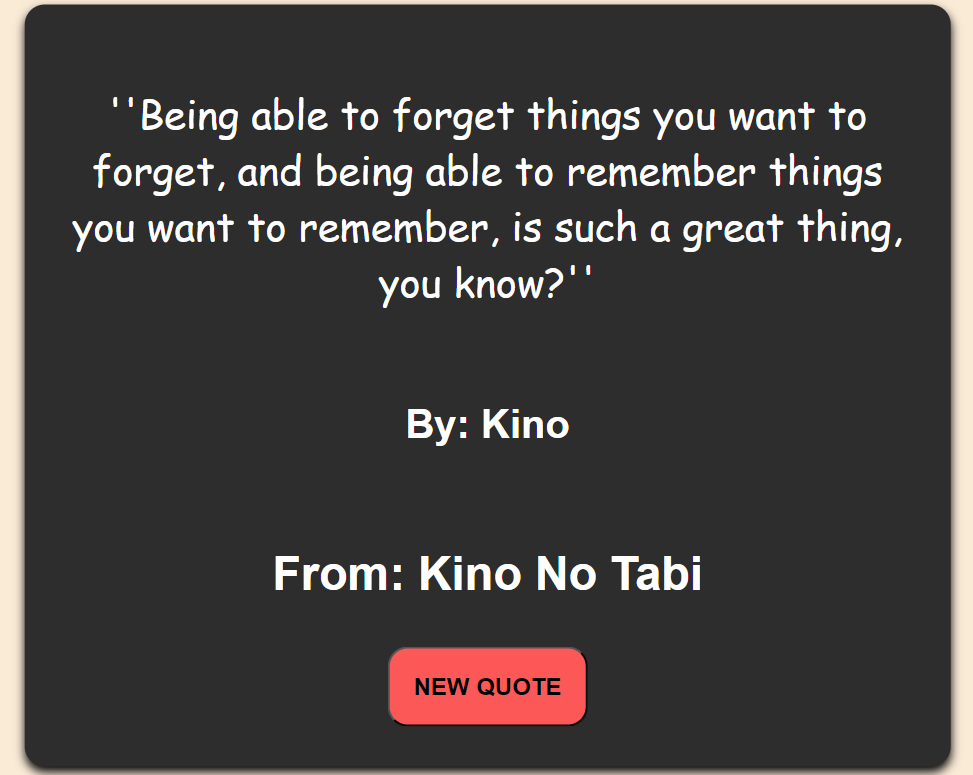 ''Being able to forget things you want to
forget, and being able to remember things
you want to remember, is such a great thing,
you know?''
By: Kino
From: Kino No Tabi
NEW QUOTE